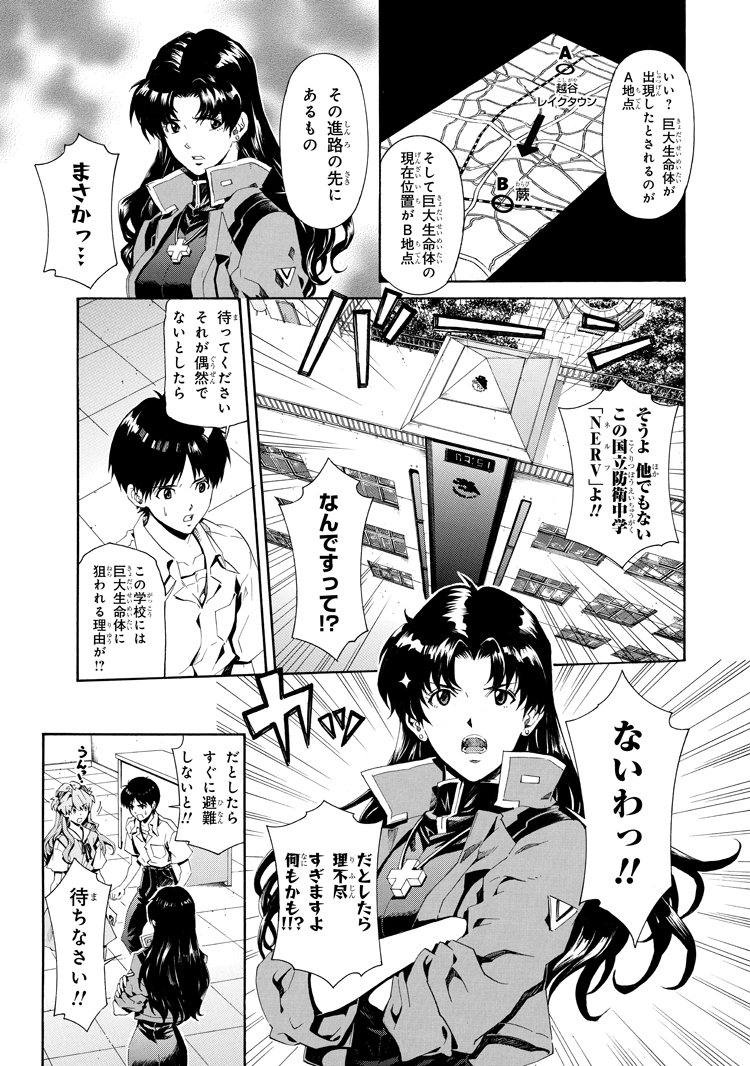 いい？巨大生命体が
出現したとされるのが
A地点
A
越谷
レイクタウン
B
蕨
そして巨大生命体の
現在位置がB地点
その進路の先に
あるもの
まさかっ…
そうよ 他でもない
この国立防衛中学
「NERV」よ!!
なんですって!?
待ってください
それが偶然で
ないとしたら
この学校には
巨大生命体に
狙われる理由が!?
カッ
ないわっ!!
だとしたら
理不尽
すぎますよ
何もかも!!?
だとしたら
すぐに避難
しないと!!
うんっ
待ちなさい!!